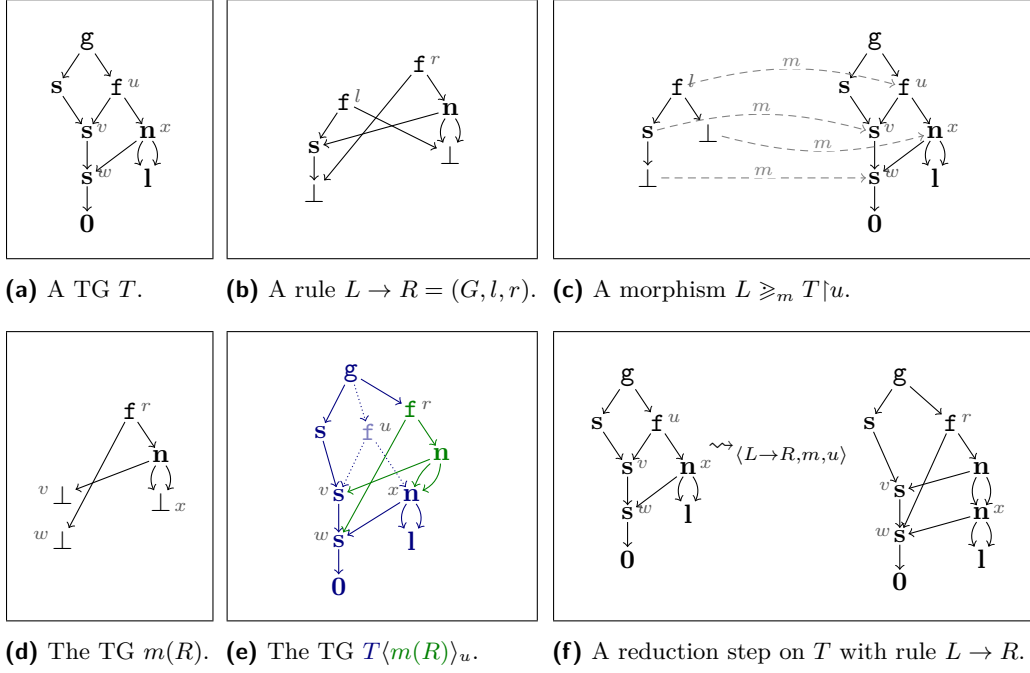 g
s f u
s v n x
s w l
0
(a) A TG T.
f r
f l n
s ⊥
⊥
(b) A rule L → R = (G, l, r).
g
f l m s f u
s m s v n x
⊥ m
⊥ m s w l
0
(c) A morphism L ⩾m T↾u.
f r
n
v ⊥ ⊥ x
w ⊥
(d) The TG m(R).
g
f r
s f u
n
v s x n
w s l
0
(e) The TG T⟨m(R)⟩u.
g
s f u
s v n x
s w l
0
⇝⟨L→R,m,u⟩
g
s f r
n
v s n x
w s l
0
(f) A reduction step on T with rule L → R.